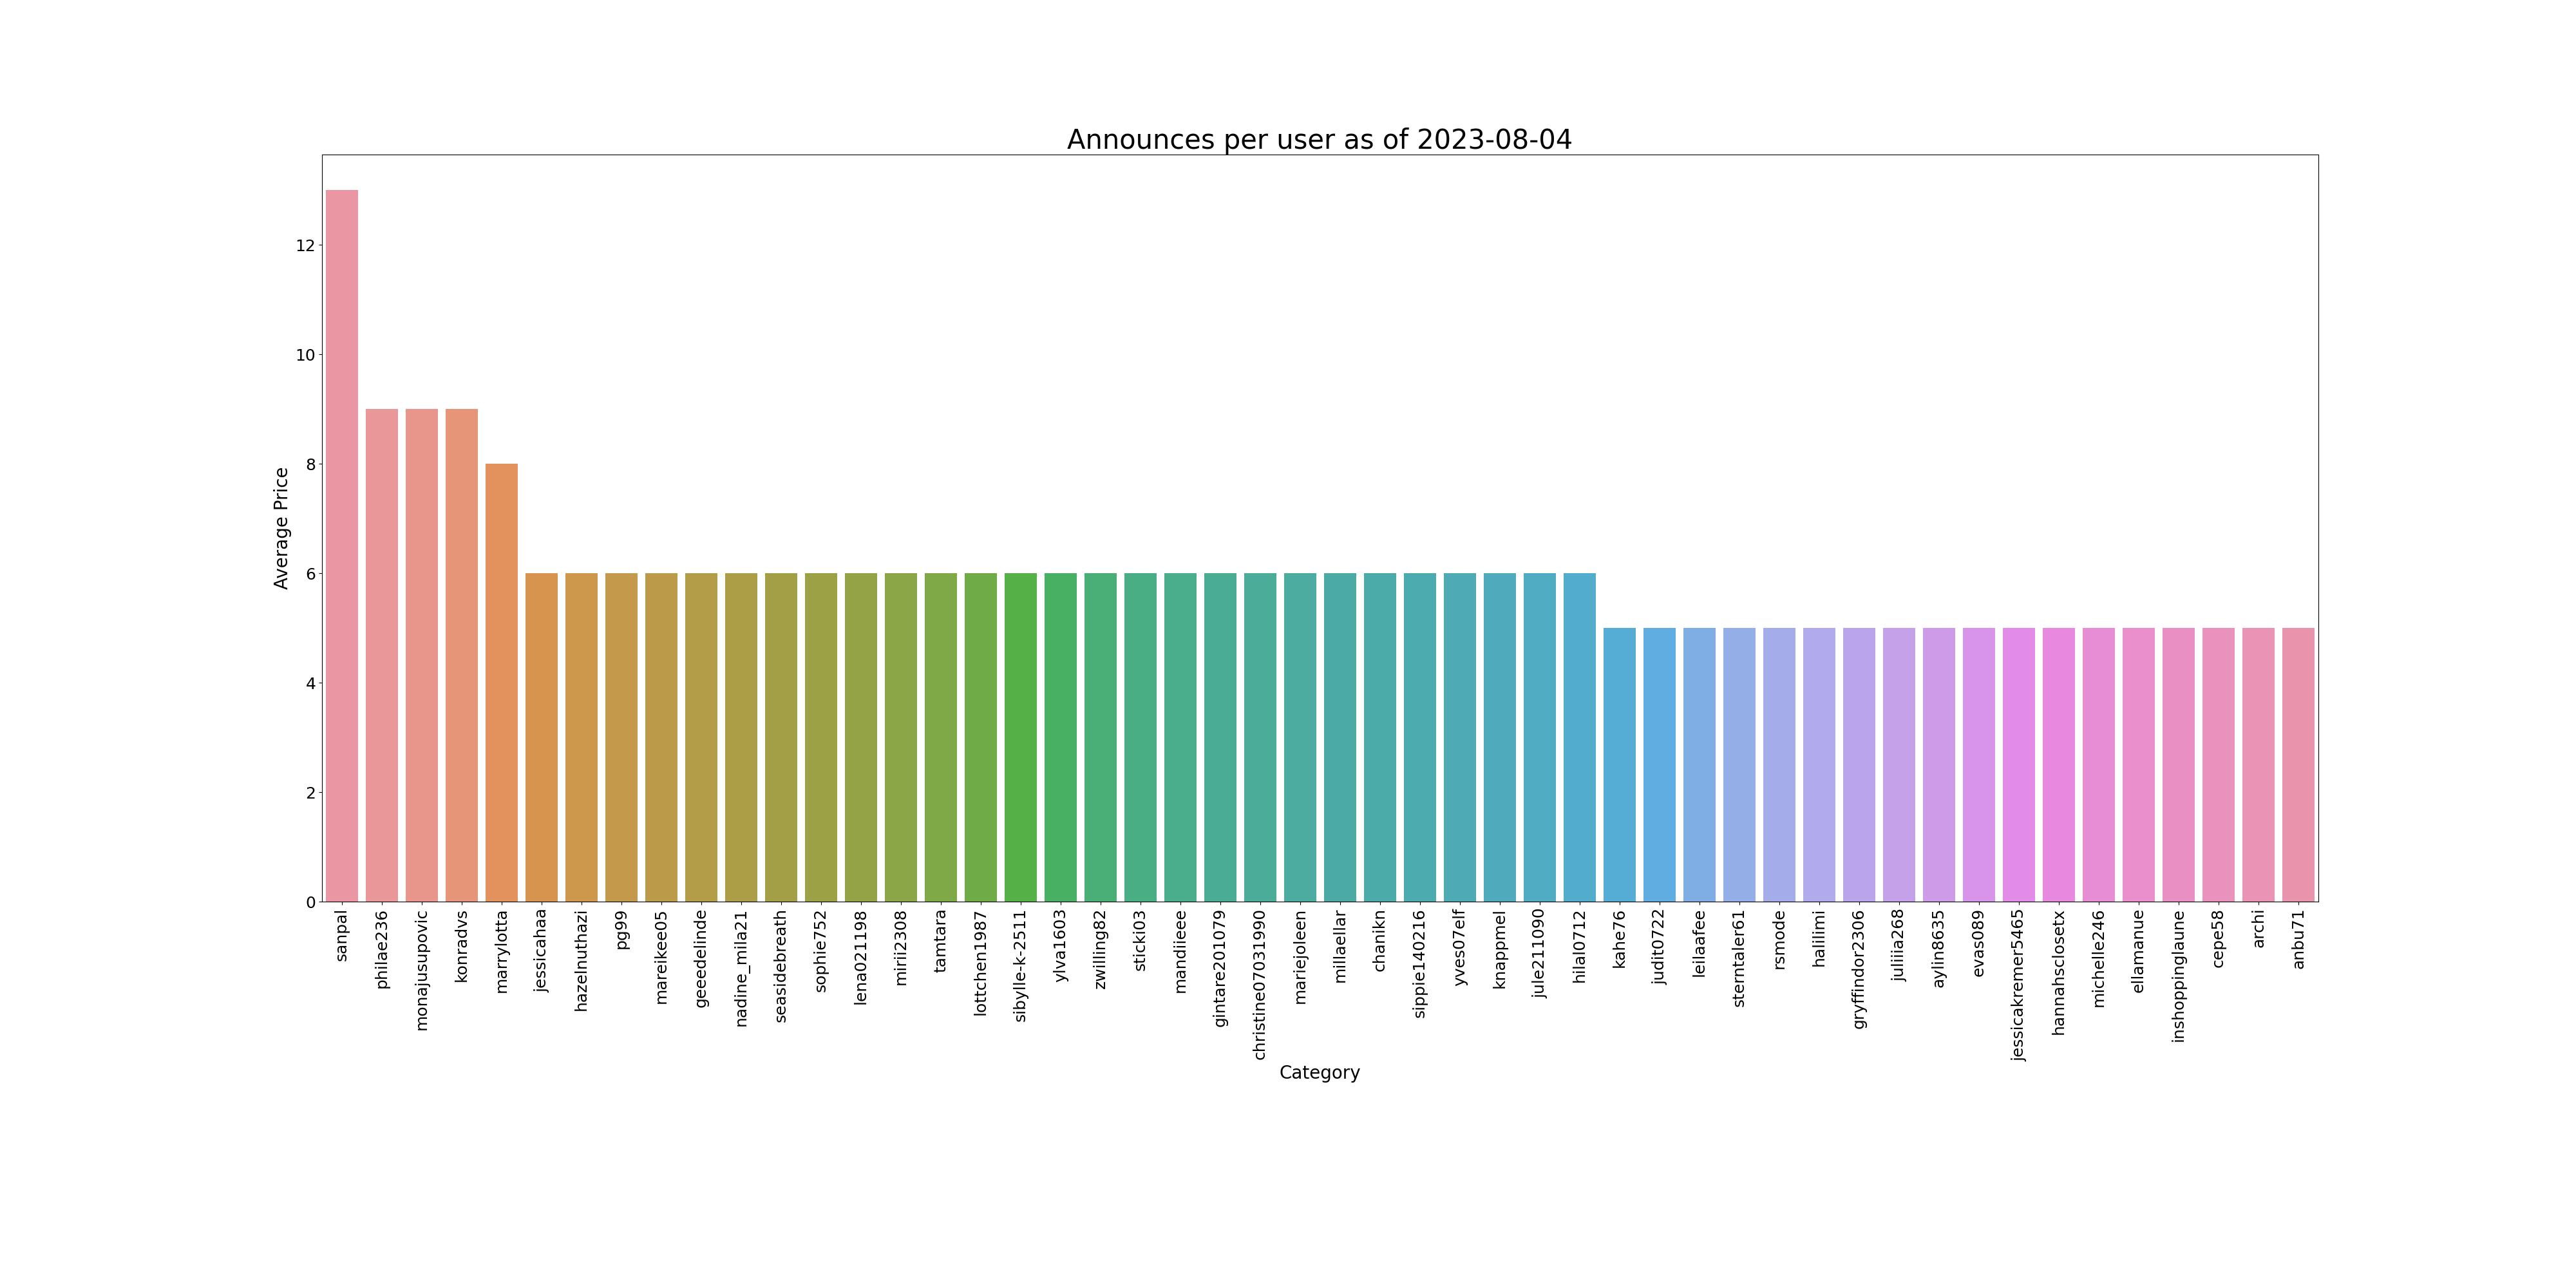 Announces per user as of 2023-08-04
Average Price
12
10
8
6
4
2
0
sanpal
philae236
monajusupovic
konradvs
marrylotta
jessicahaa
hazelnuthazi
pg99
mareikee05
geeedelinde
nadine_mila21
seasidebreath
sophie752
lena021198
mirii2308
tamtara
lottchen1987
sibylle-k-2511
ylva1603
zwilling82
sticki03
mandiieee
gintare201079
christine07031990
mariejoleen
millaellar
chanikn
sippie140216
yves07elf
knappmel
jule211090
hilal0712
kahe76
judit0722
leilaafee
sterntaler61
rsmode
halilimi
gryffindor2306
juliiia268
aylin8635
evas089
jessicakremer5465
hannahsclosetx
michelle246
ellamanue
inshoppinglaune
cepe58
archi
anbu71
Category